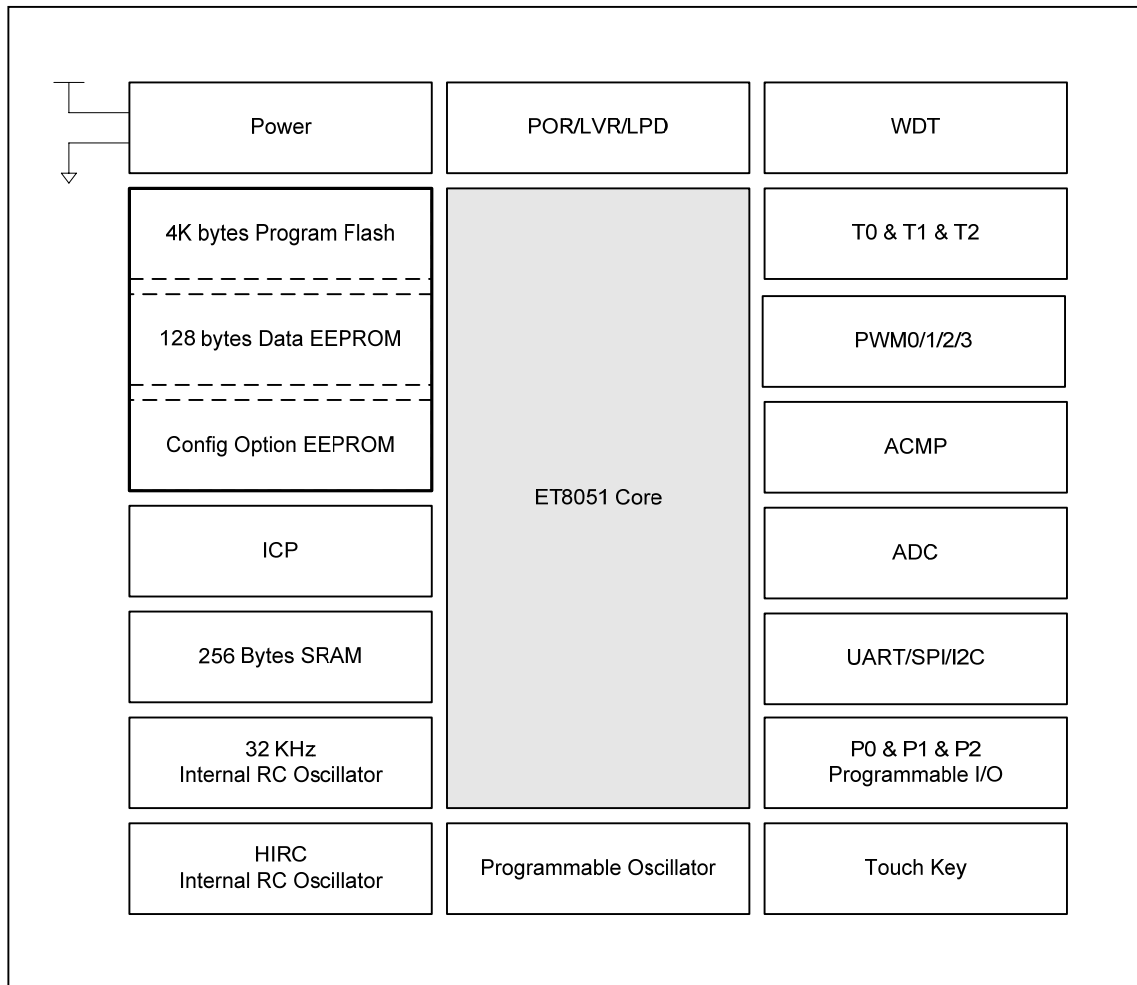 Power
POR/LVR/LPD
WDT
4K bytes Program Flash
128 bytes Data EEPROM
Config Option EEPROM
ICP
256 Bytes SRAM
32 KHz
Internal RC Oscillator
HIRC
Internal RC Oscillator
ET8051 Core
Programmable Oscillator
T0 & T1 & T2
PWM0/1/2/3
ACMP
ADC
UART/SPI/I2C
P0 & P1 & P2
Programmable I/O
Touch Key